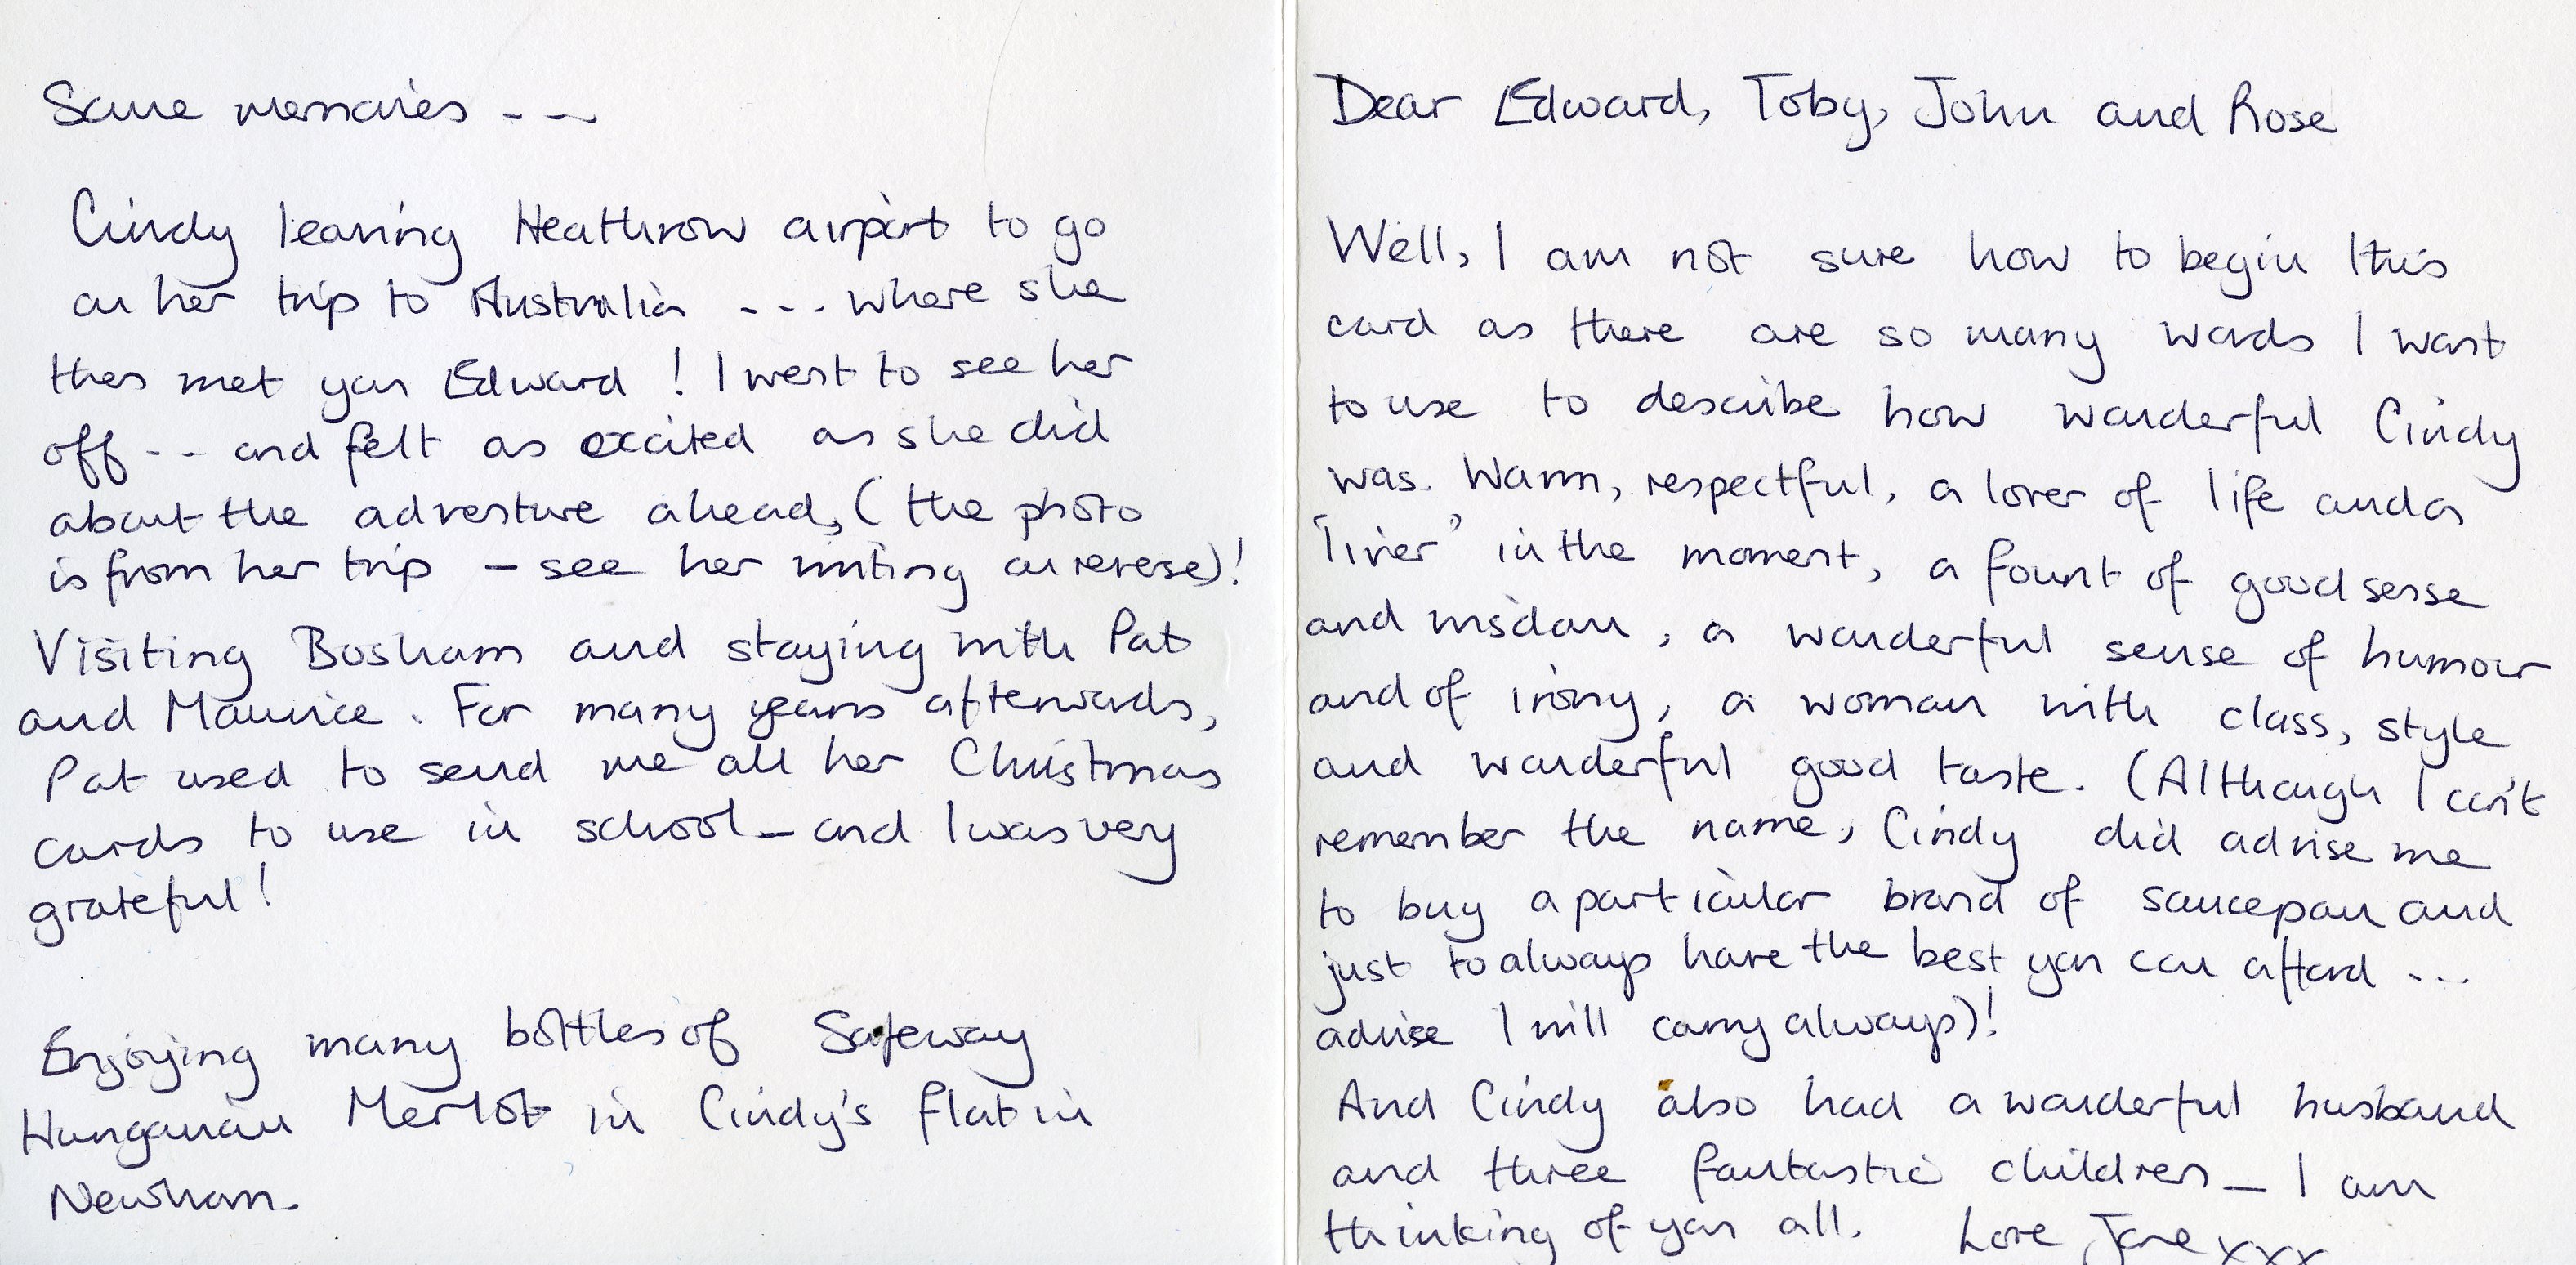 Some memories - --
Cindy leaving Heathrow airport to go
on her trip to Australia - - - where she
then met you Edward! I went to see her
off - - and felt as excited as she did
about the adventure ahead, (the photo
is from her trip - see her writing on reverse)!
Visiting Bosham and staying with Pat
and Maurice. For many years afterwards,
Pat used to send me all her Christmas
cards to use in school - and I was very
grateful!
Enjoying many bottles of Safeway
Hungarian Merlot in Cindy's flat in
Newham.
Dear Edward, Toby, John and Rose
Well, I am not sure how to begin this
card as there are so many words I want
to use to describe how wonderful Cindy
was. Warm, respectful, a lover of life and a
'liver' in the moment, a fount of good sense
and wisdom, a wonderful sense of humour
and of irony, a woman with class, style
and wonderful good taste. (Although I can't
remember the name, Cindy did advise me
to buy a particular brand of saucepan and
just to always have the best you can afford ...
advise I will carry always)!
And Cindy also had a wonderful husband
and three fantastic children - I am
thinking of you all. Love Jane xxx